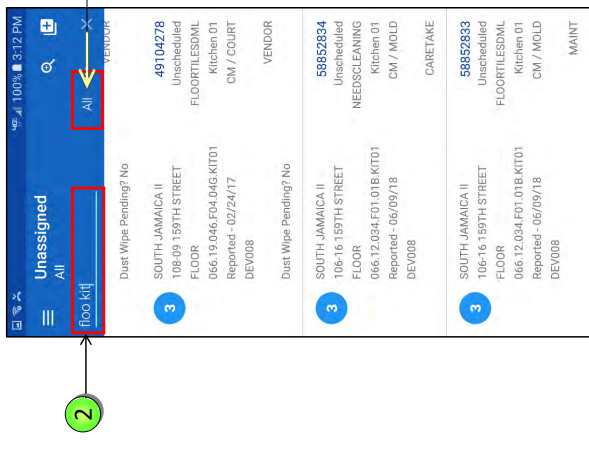 4G 100% 3:12 PM
Unassigned
All
floo kit
All
VENDOR
Dust Wipe Pending? No
3
SOUTH JAMAICA II
49104278
108-09 159TH STREET
Unscheduled
FLOOR
FLOORTILESDML
066.19.046.F04.04G.KIT01
Kitchen 01
Reported - 02/24/17
CM / COURT
DEV008
VENDOR
Dust Wipe Pending? No
3
SOUTH JAMAICA II
58852834
106-16 159TH STREET
Unscheduled
FLOOR
NEEDSCLEANING
066.12.034.F01.01B.KIT01
Kitchen 01
Reported - 06/09/18
CM / MOLD
DEV008
CARETAKE
3
SOUTH JAMAICA II
58852833
106-16 159TH STREET
Unscheduled
FLOOR
FLOORTILESDML
066.12.034.F01.01B.KIT01
Kitchen 01
Reported - 06/09/18
CM / MOLD
DEV008
MAINT
2